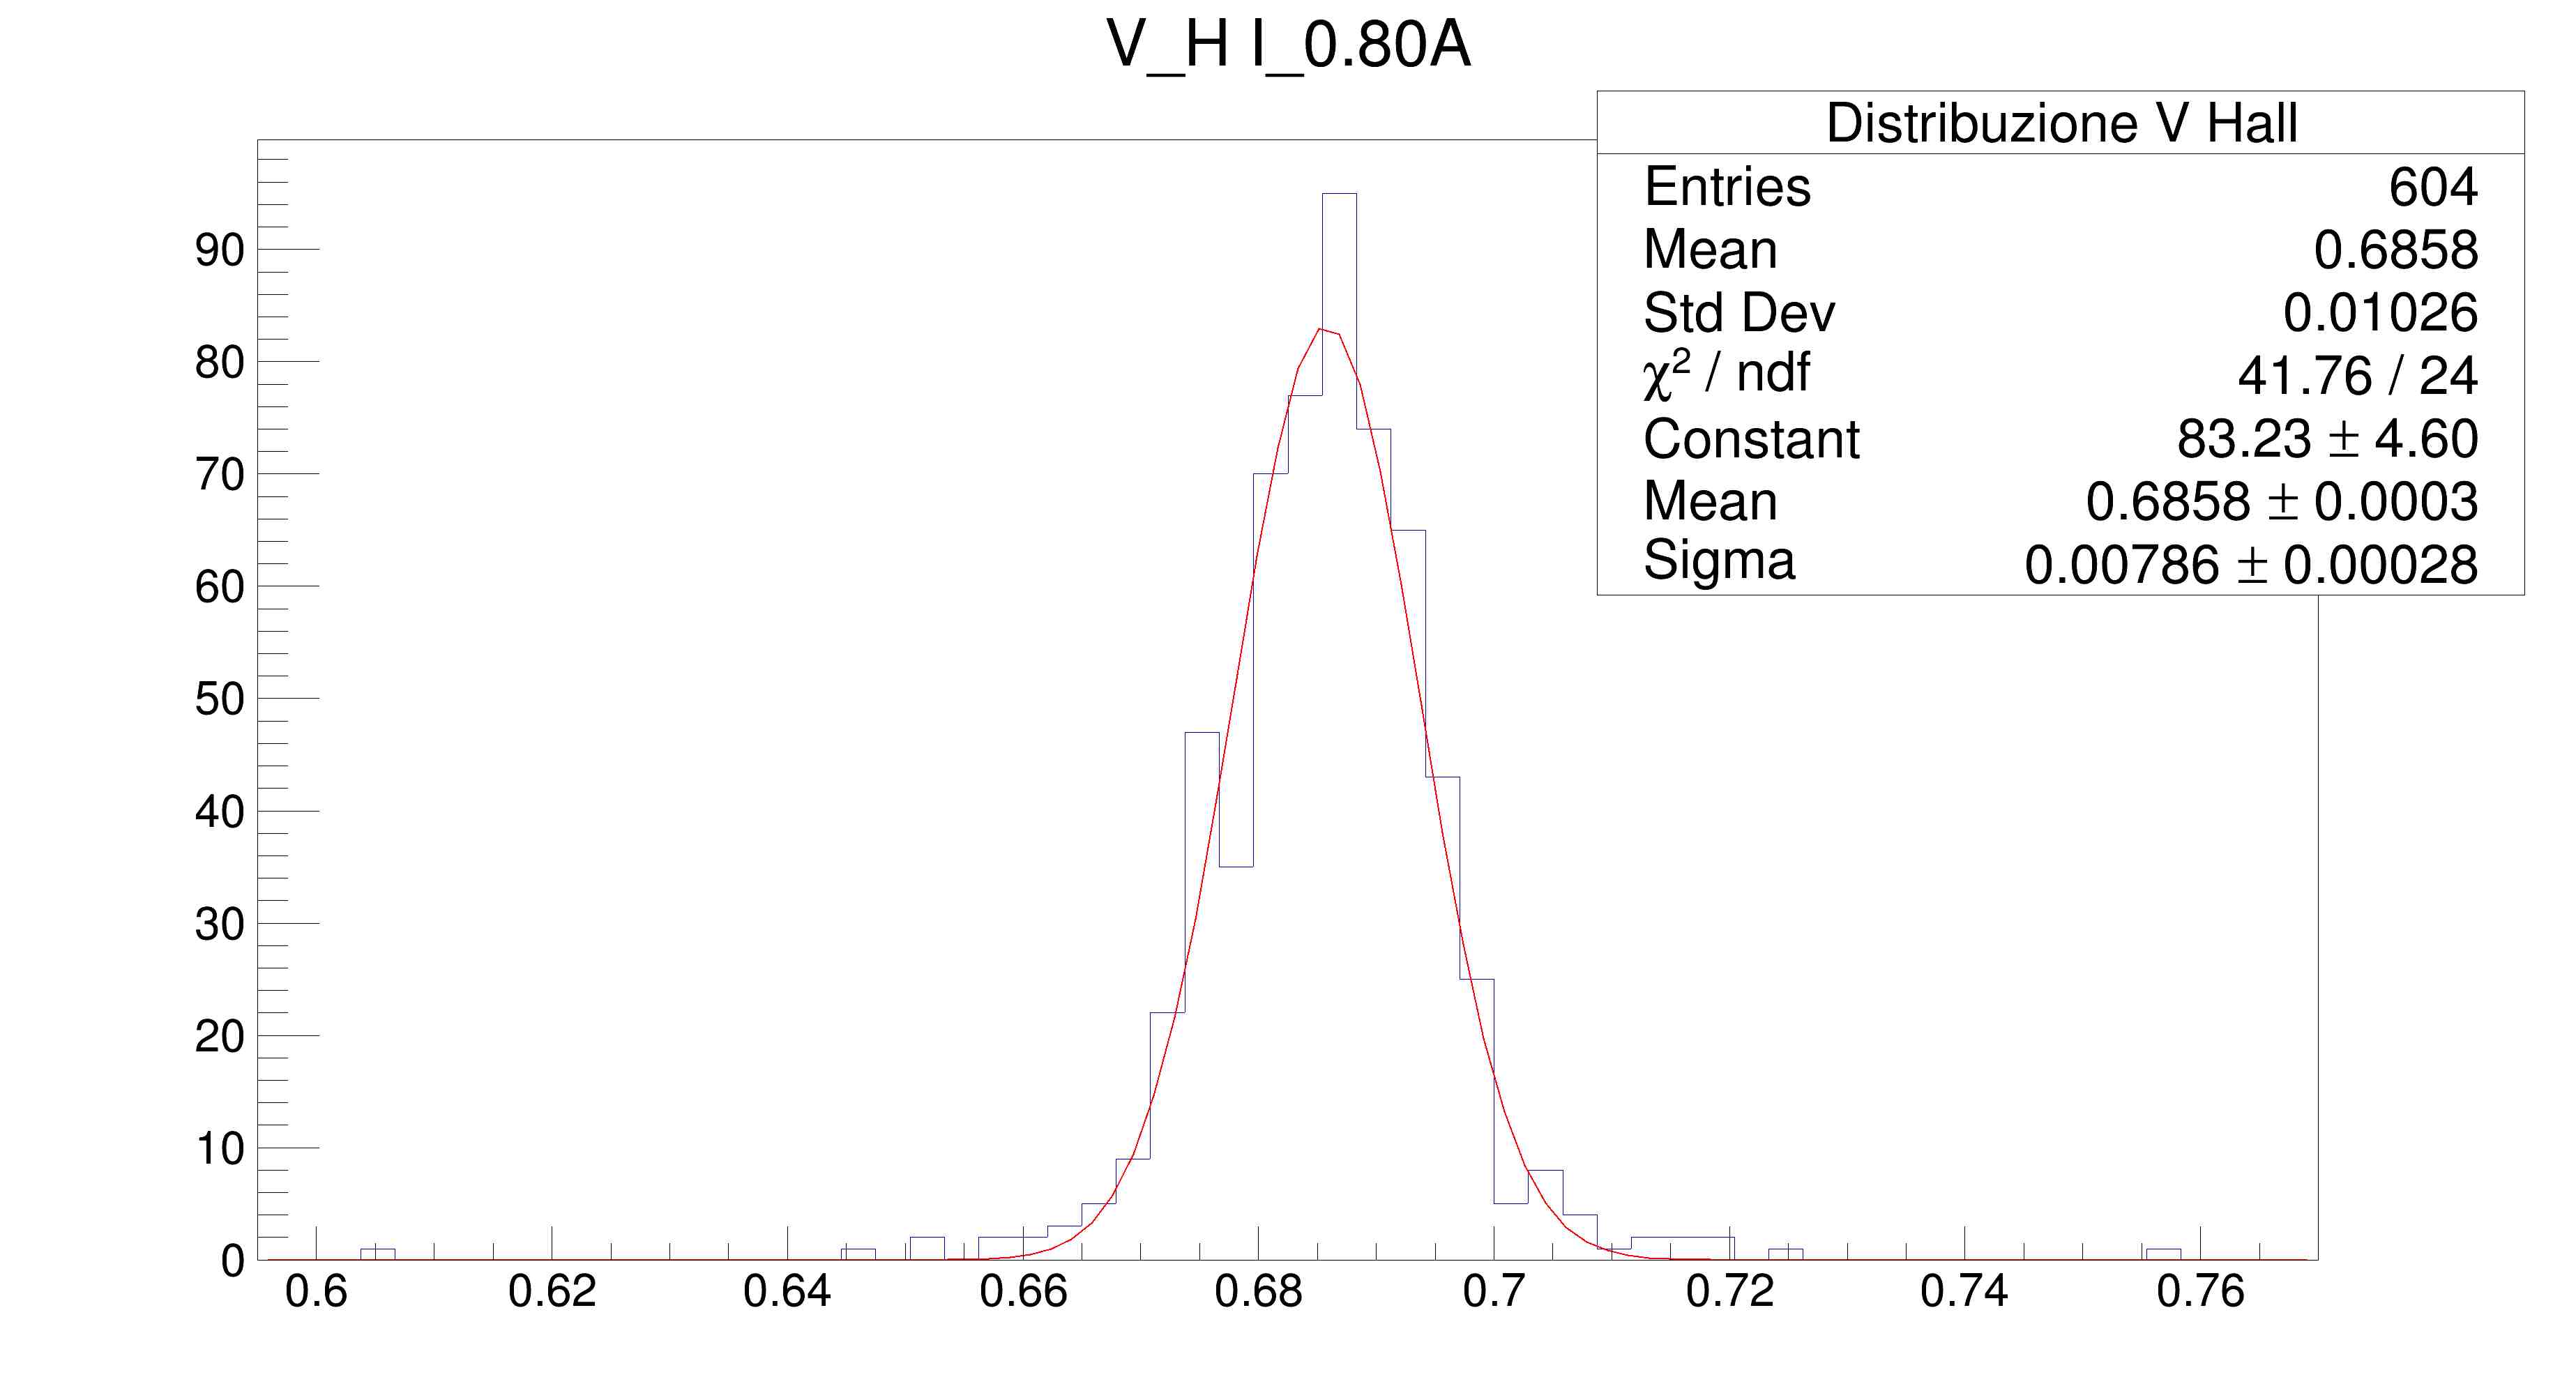 V_H I_0.80A
Distribuzione V Hall
Entries 604
Mean 0.6858
Std Dev 0.01026
χ² / ndf 41.76 / 24
Constant 83.23 ± 4.60
Mean 0.6858 ± 0.0003
Sigma 0.00786 ± 0.00028
90
80
70
60
50
40
30
20
10
0
0.6 0.62 0.64 0.66 0.68 0.7 0.72 0.74 0.76